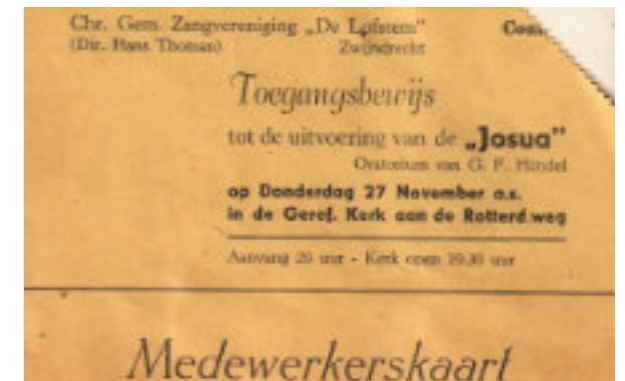 Chr. Gem. Zangvereniging „De Lofstem"
(Dir. Hans Thoman) Zwijndrecht
Toegangsbewijs
tot de uitvoering van de „Josua"
Oratorium van G. F. Händel
op Donderdag 27 November a.s.
in de Geref. Kerk aan de Rotterd.weg
Aanvang 20 uur - Kerk open 19.30 uur
Medewerkerskaart